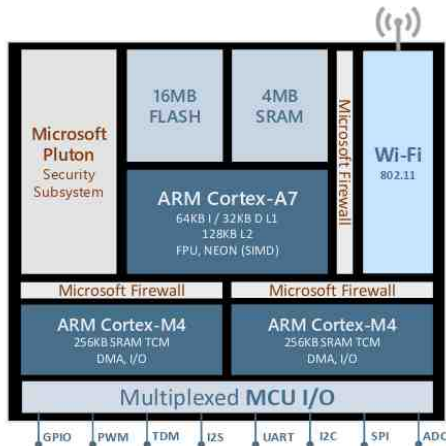 Microsoft
Pluton
Security
Subsystem
16MB
FLASH
4MB
SRAM
Microsoft Firewall
Wi-Fi
802.11
ARM Cortex-A7
64KB I / 32KB D L1
128KB L2
FPU, NEON (SIMD)
Microsoft Firewall
Microsoft Firewall
ARM Cortex-M4
256KB SRAM TCM
DMA, I/O
ARM Cortex-M4
256KB SRAM TCM
DMA, I/O
Multiplexed MCU I/O
GPIO PWM TDM I2S UART I2C SPI ADC